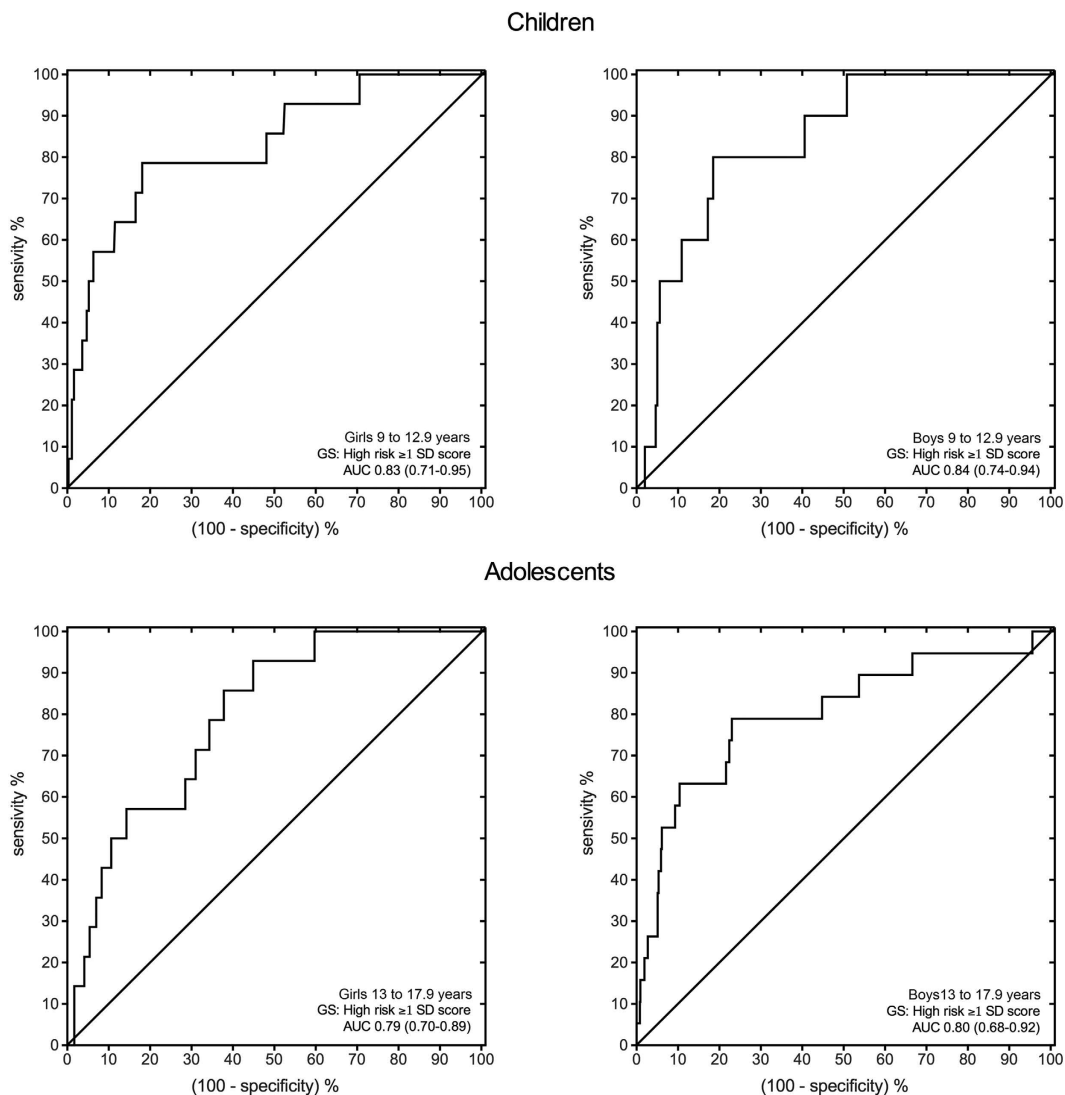 Children
100
90
80
70
60
50
40
30
20
10
0
sensivity %
0 10 20 30 40 50 60 70 80 90 100
(100 - specificity) %
Girls 9 to 12.9 years
GS: High risk ≥1 SD score
AUC 0.83 (0.71-0.95)
100
90
80
70
60
50
40
30
20
10
0
sensivity %
0 10 20 30 40 50 60 70 80 90 100
(100 - specificity) %
Boys 9 to 12.9 years
GS: High risk ≥1 SD score
AUC 0.84 (0.74-0.94)
Adolescents
100
90
80
70
60
50
40
30
20
10
0
sensivity %
0 10 20 30 40 50 60 70 80 90 100
(100 - specificity) %
Girls 13 to 17.9 years
GS: High risk ≥1 SD score
AUC 0.79 (0.70-0.89)
100
90
80
70
60
50
40
30
20
10
0
sensivity %
0 10 20 30 40 50 60 70 80 90 100
(100 - specificity) %
Boys13 to 17.9 years
GS: High risk ≥1 SD score
AUC 0.80 (0.68-0.92)